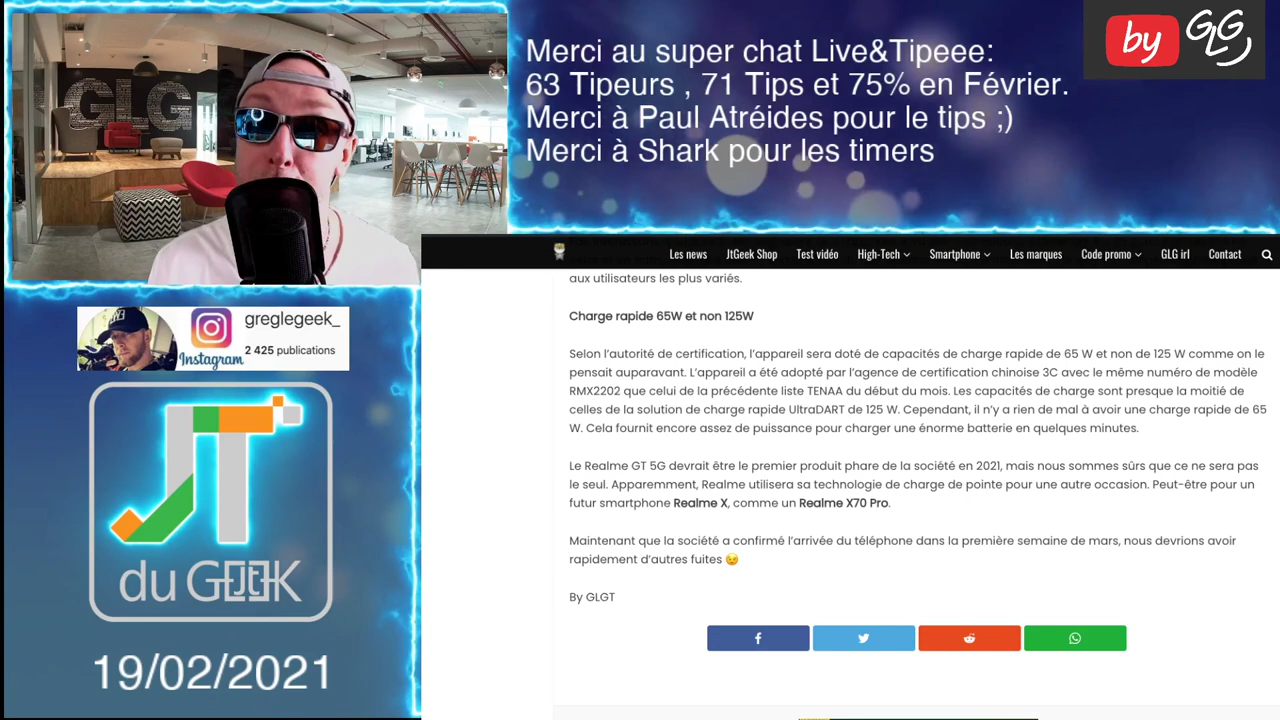 GLG
Merci au super chat Live&Tipeee:
63 Tipeurs , 71 Tips et 75% en Février.
Merci à Paul Atréides pour le tips ;)
Merci à Shark pour les timers
by GLG
Les news JtGeek Shop Test vidéo High-Tech Smartphone Les marques Code promo GLG irl Contact
aux utilisateurs les plus variés.
Charge rapide 65W et non 125W
Selon l'autorité de certification, l'appareil sera doté de capacités de charge rapide de 65 W et non de 125 W comme on le
pensait auparavant. L'appareil a été adopté par l'agence de certification chinoise 3C avec le même numéro de modèle
RMX2202 que celui de la précédente liste TENAA du début du mois. Les capacités de charge sont presque la moitié de
celles de la solution de charge rapide UltraDART de 125 W. Cependant, il n'y a rien de mal à avoir une charge rapide de 65
W. Cela fournit encore assez de puissance pour charger une énorme batterie en quelques minutes.
Le Realme GT 5G devrait être le premier produit phare de la société en 2021, mais nous sommes sûrs que ce ne sera pas
le seul. Apparemment, Realme utilisera sa technologie de charge de pointe pour une autre occasion. Peut-être pour un
futur smartphone Realme X, comme un Realme X70 Pro.
Maintenant que la société a confirmé l'arrivée du téléphone dans la première semaine de mars, nous devrions avoir
rapidement d'autres fuites 😉
By GLGT
greglegeek_
Instagram
2 425 publications
JT
du GEEK
19/02/2021